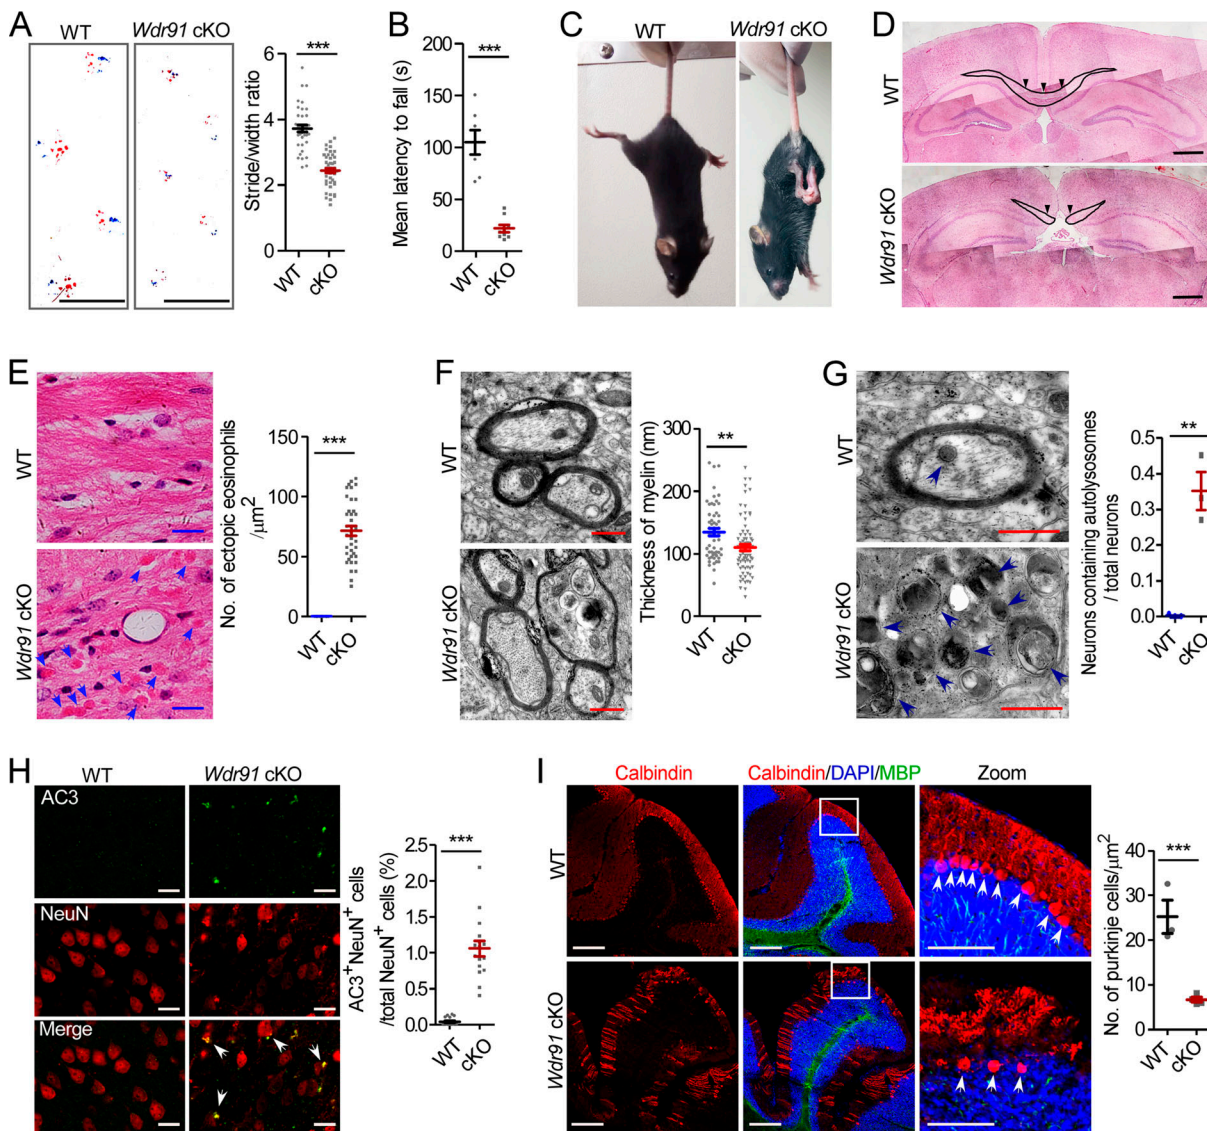 A
WT
Wdr91 cKO
***
Stride/width ratio
6
4
2
0
WT
cKO
B
***
Mean latency to fall (s)
200
150
100
50
0
WT
cKO
C
WT
Wdr91 cKO
D
WT
Wdr91 cKO
E
WT
Wdr91 cKO
***
No. of ectopic eosinophils
/μm2
150
100
50
0
WT
cKO
F
WT
Wdr91 cKO
**
Thickness of myelin (nm)
300
200
100
0
WT
cKO
G
WT
Wdr91 cKO
**
Neurons containing autolysosomes
/ total neurons
0.5
0.4
0.3
0.2
0.1
0.0
WT
cKO
H
WT
Wdr91 cKO
AC3
NeuN
Merge
***
AC3+NeuN+ cells
/total NeuN+ cells (%)
2.5
2.0
1.5
1.0
0.5
0.0
WT
cKO
I
Calbindin
Calbindin/DAPI/MBP
Zoom
WT
Wdr91 cKO
***
No. of purkinje cells/μm2
40
30
20
10
0
WT
cKO